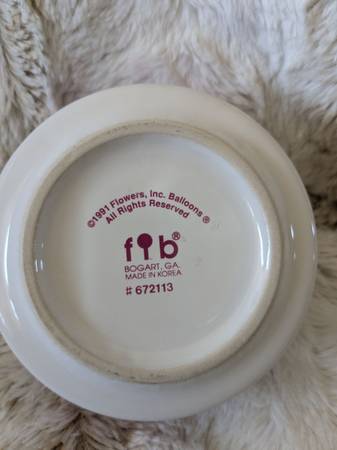 ©1991 Flowers, Inc. Balloons®
All Rights Reserved
fib®
BOGART, GA.
MADE IN KOREA
# 672113